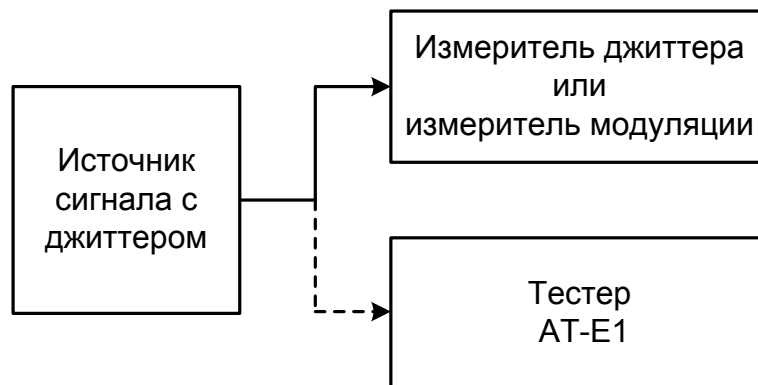 Измеритель джиттера
или
измеритель модуляции
Источник
сигнала с
джиттером
Тестер
AT-E1